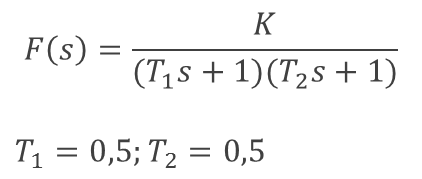 F(s) = K / (T₁s + 1)(T₂s + 1)
T₁ = 0,5; T₂ = 0,5